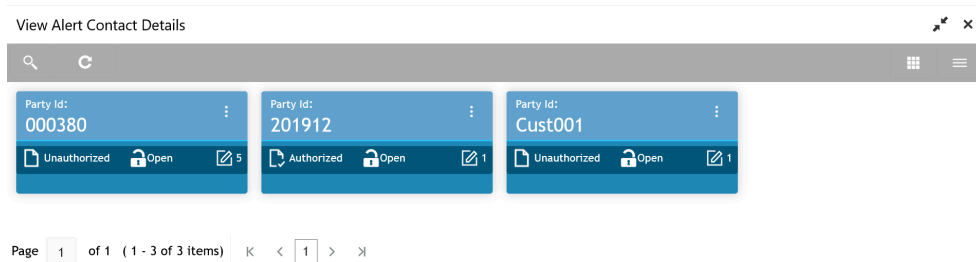 View Alert Contact Details
Party Id:
000380
Unauthorized Open 5
Party Id:
201912
Authorized Open 1
Party Id:
Cust001
Unauthorized Open 1
Page 1 of 1 ( 1 - 3 of 3 items) 1